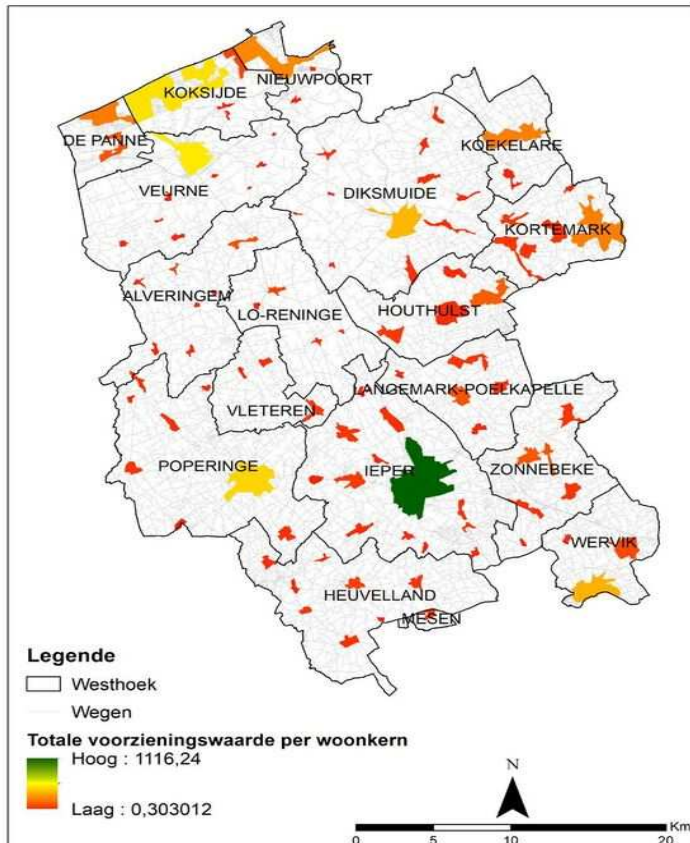 NIEUWPOORT
KOKSIJDE
DE PANNE
KOEKELARE
VEURNE
DIKSMUIDE
KORTEMARK
ALVERINGEM
LO-RENINGE
HOUTHULST
LANGEMARK-POELKAPELLE
VLETEREN
POPERINGE
IEPER
ZONNEBEKE
WERVIK
HEUVELLAND
MESEN
Legende
Westhoek
Wegen
Totale voorzieningswaarde per woonkern
Hoog : 1116,24
Laag : 0,303012
N
Km
0 5 10 20